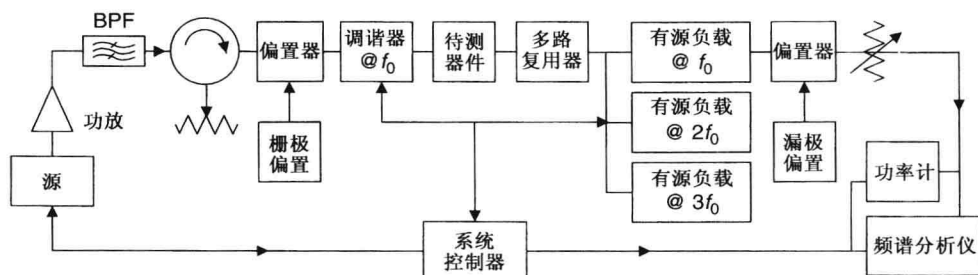 BPF
功放
源
偏置器
栅极
偏置
调谐器
@f₀
待测
器件
多路
复用器
有源负载
@ f₀
有源负载
@ 2f₀
有源负载
@ 3f₀
偏置器
漏极
偏置
功率计
频谱分析仪
系统
控制器